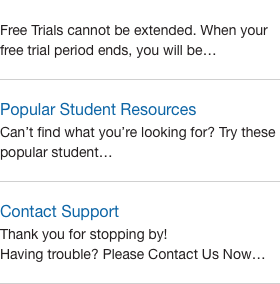 Free Trials cannot be extended. When your
free trial period ends, you will be…
Popular Student Resources
Can’t find what you’re looking for? Try these
popular student…
Contact Support
Thank you for stopping by!
Having trouble? Please Contact Us Now…